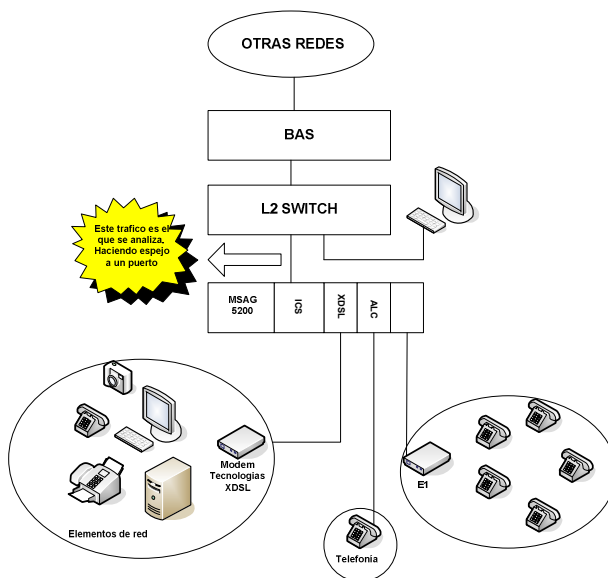 OTRAS REDES
BAS
L2 SWITCH
Este trafico es el
que se analiza.
Haciendo espejo
a un puerto
MSAG
5200
ICS
XDSL
ALC
Modem
Tecnologias
XDSL
E1
Elementos de red
Telefonia